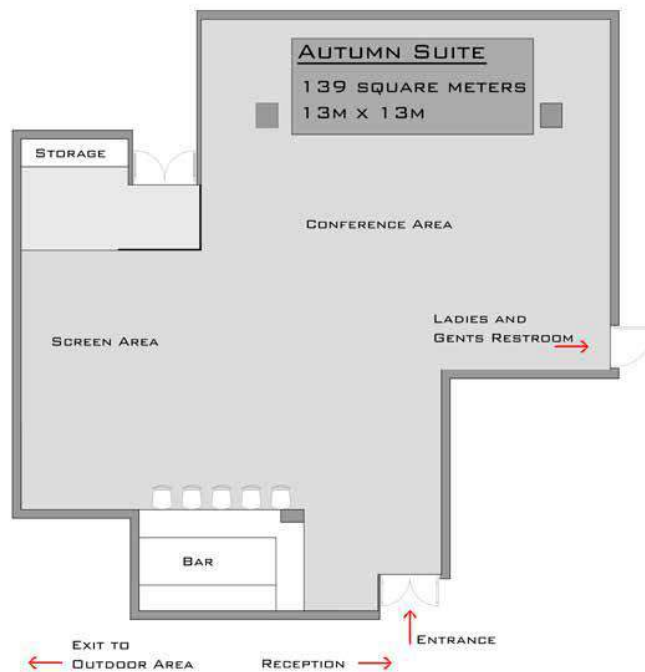 AUTUMN SUITE
139 SQUARE METERS
13M X 13M
STORAGE
CONFERENCE AREA
LADIES AND
GENTS RESTROOM
SCREEN AREA
BAR
ENTRANCE
EXIT TO
OUTDOOR AREA
RECEPTION